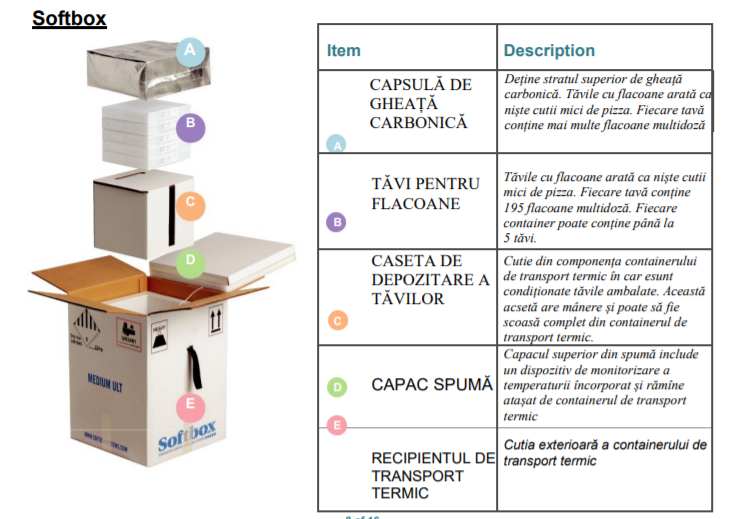 Softbox
A
B
C
D
E
MEDIUM ULT
Softbox
HEAVY
Item Description
A
CAPSULĂ DE
GHEAȚĂ
CARBONICĂ
Deține stratul superior de gheață
carbonică. Tăvile cu flacoane arată ca
niște cutii mici de pizza. Fiecare tavă
conține mai multe flacoane multidoză
B
TĂVI PENTRU
FLACOANE
Tăvile cu flacoane arată ca niște cutii
mici de pizza. Fiecare tavă conține
195 flacoane multidoză. Fiecare
container poate conține până la
5 tăvi.
C
CASETA DE
DEPOZITARE A
TĂVILOR
Cutie din componența containerului
de transport termic în car esunt
condiționate tăvile ambalate. Această
acsetă are mânere și poate să fie
scoasă complet din containerul de
transport termic.
D
CAPAC SPUMĂ
Capacul superior din spumă include
un dispozitiv de monitorizare a
temperaturii încorporat și rămîne
atașat de containerul de transport
termic
E
RECIPIENTUL DE
TRANSPORT
TERMIC
Cutia exterioară a containerului de
transport termic